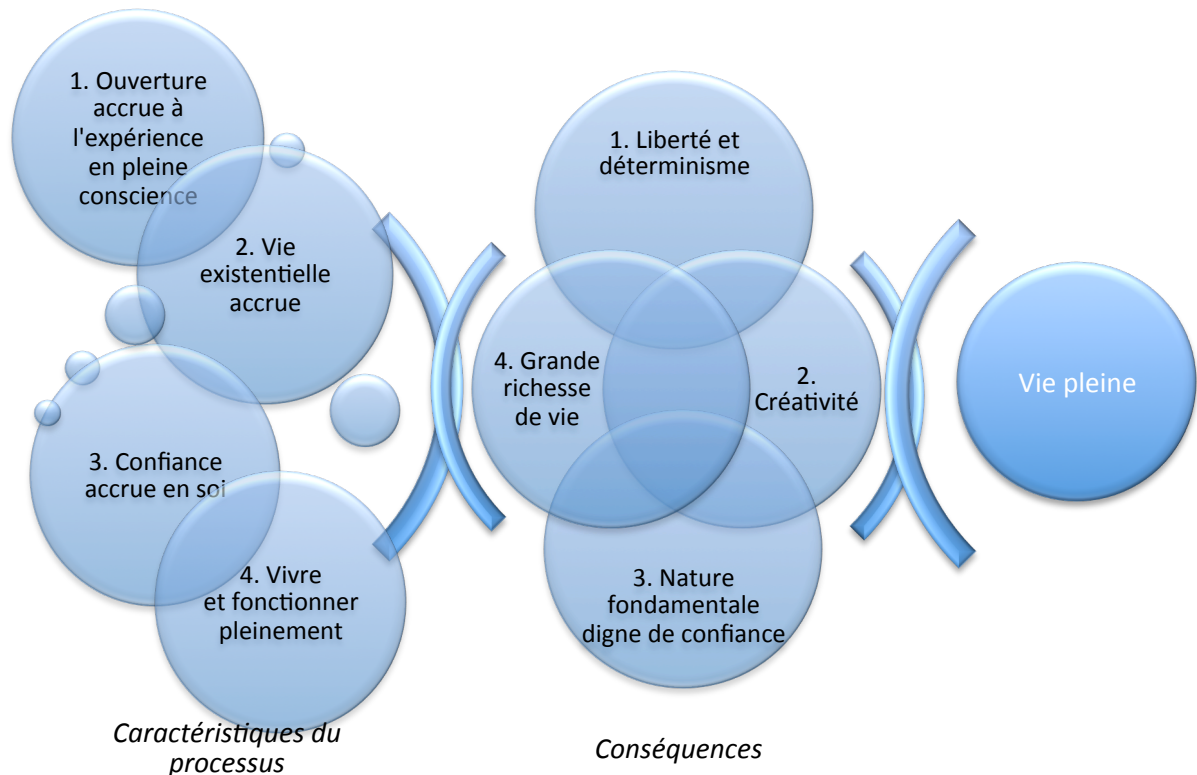 1. Ouverture
accrue à
l'expérience
en pleine
conscience
2. Vie
existentielle
accrue
3. Confiance
accrue en soi
4. Vivre
et fonctionner
pleinement
Caractéristiques du
processus
1. Liberté et
déterminisme
4. Grande
richesse
de vie
2.
Créativité
3. Nature
fondamentale
digne de confiance
Conséquences
Vie pleine